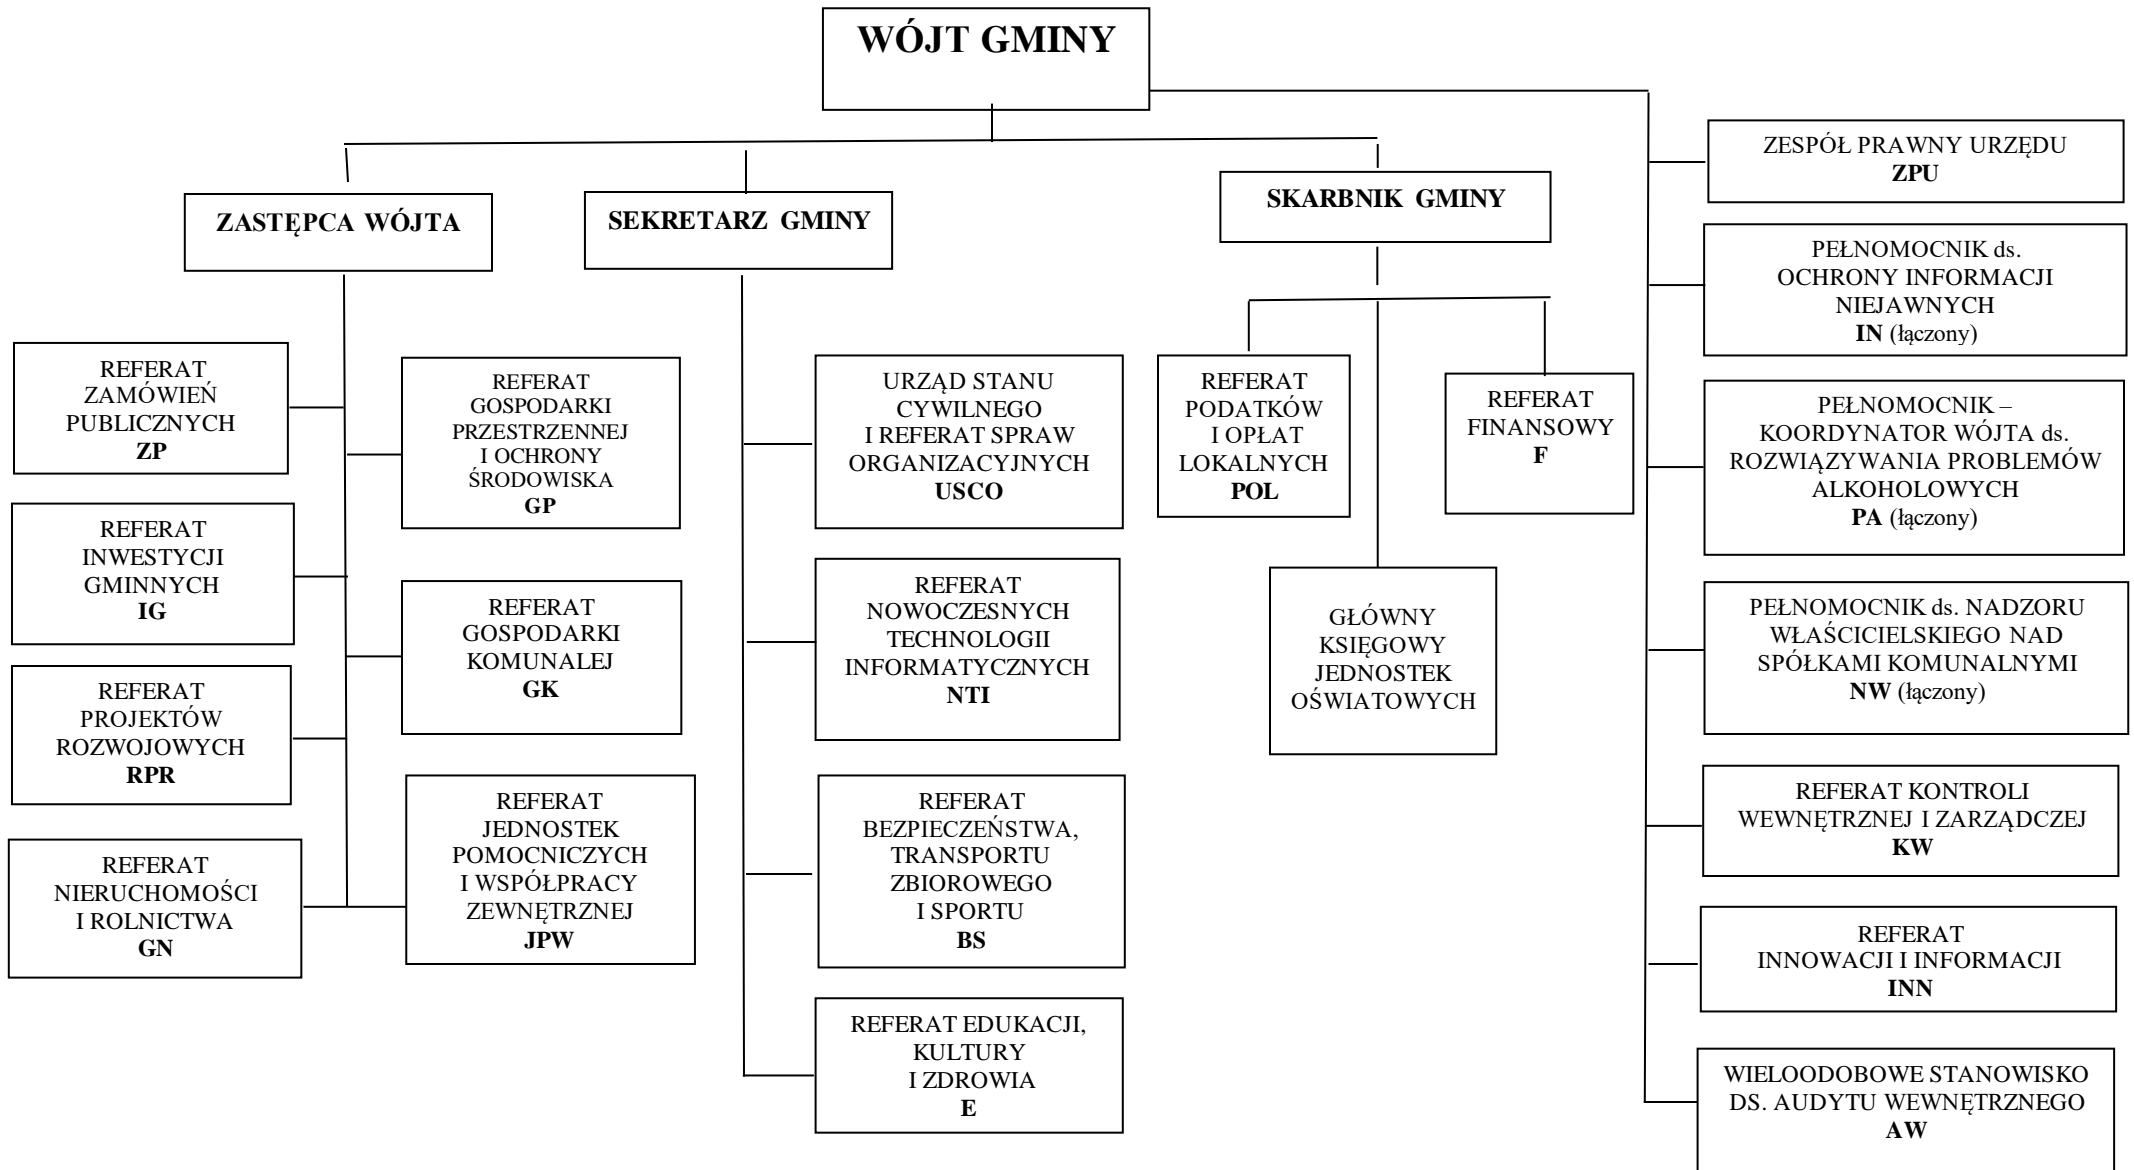 WÓJT GMINY
ZASTĘPCA WÓJTA
SEKRETARZ GMINY
SKARBNIK GMINY
REFERAT
ZAMÓWIEŃ
PUBLICZNYCH
ZP
REFERAT
INWESTYCJI
GMINNYCH
IG
REFERAT
PROJEKTÓW
ROZWOJOWYCH
RPR
REFERAT
NIERUCHOMOŚCI
I ROLNICTWA
GN
REFERAT
GOSPODARKI
PRZESTRZENNEJ
I OCHRONY
ŚRODOWISKA
GP
REFERAT
GOSPODARKI
KOMUNALEJ
GK
REFERAT
JEDNOSTEK
POMOCNICZYCH
I WSPÓŁPRACY
ZEWNĘTRZNEJ
JPW
URZĄD STANU
CYWILNEGO
I REFERAT SPRAW
ORGANIZACYJNYCH
USCO
REFERAT
NOWOCZESNYCH
TECHNOLOGII
INFORMATYCZNYCH
NTI
REFERAT
BEZPIECZEŃSTWA,
TRANSPORTU
ZBIOROWEGO
I SPORTU
BS
REFERAT EDUKACJI,
KULTURY
I ZDROWIA
E
REFERAT
PODATKÓW
I OPŁAT
LOKALNYCH
POL
GŁÓWNY
KSIĘGOWY
JEDNOSTEK
OŚWIATOWYCH
REFERAT
FINANSOWY
F
ZESPÓŁ PRAWNY URZĘDU
ZPU
PEŁNOMOCNIK ds.
OCHRONY INFORMACJI
NIEJAWNYCH
IN (łączony)
PEŁNOMOCNIK –
KOORDYNATOR WÓJTA ds.
ROZWIĄZYWANIA PROBLEMÓW
ALKOHOLOWYCH
PA (łączony)
PEŁNOMOCNIK ds. NADZORU
WŁAŚCICIELSKIEGO NAD
SPÓŁKAMI KOMUNALNYMI
NW (łączony)
REFERAT KONTROLI
WEWNĘTRZNEJ I ZARZĄDCZEJ
KW
REFERAT
INNOWACJI I INFORMACJI
INN
WIELOODOBOWE STANOWISKO
DS. AUDYTU WEWNĘTRZNEGO
AW